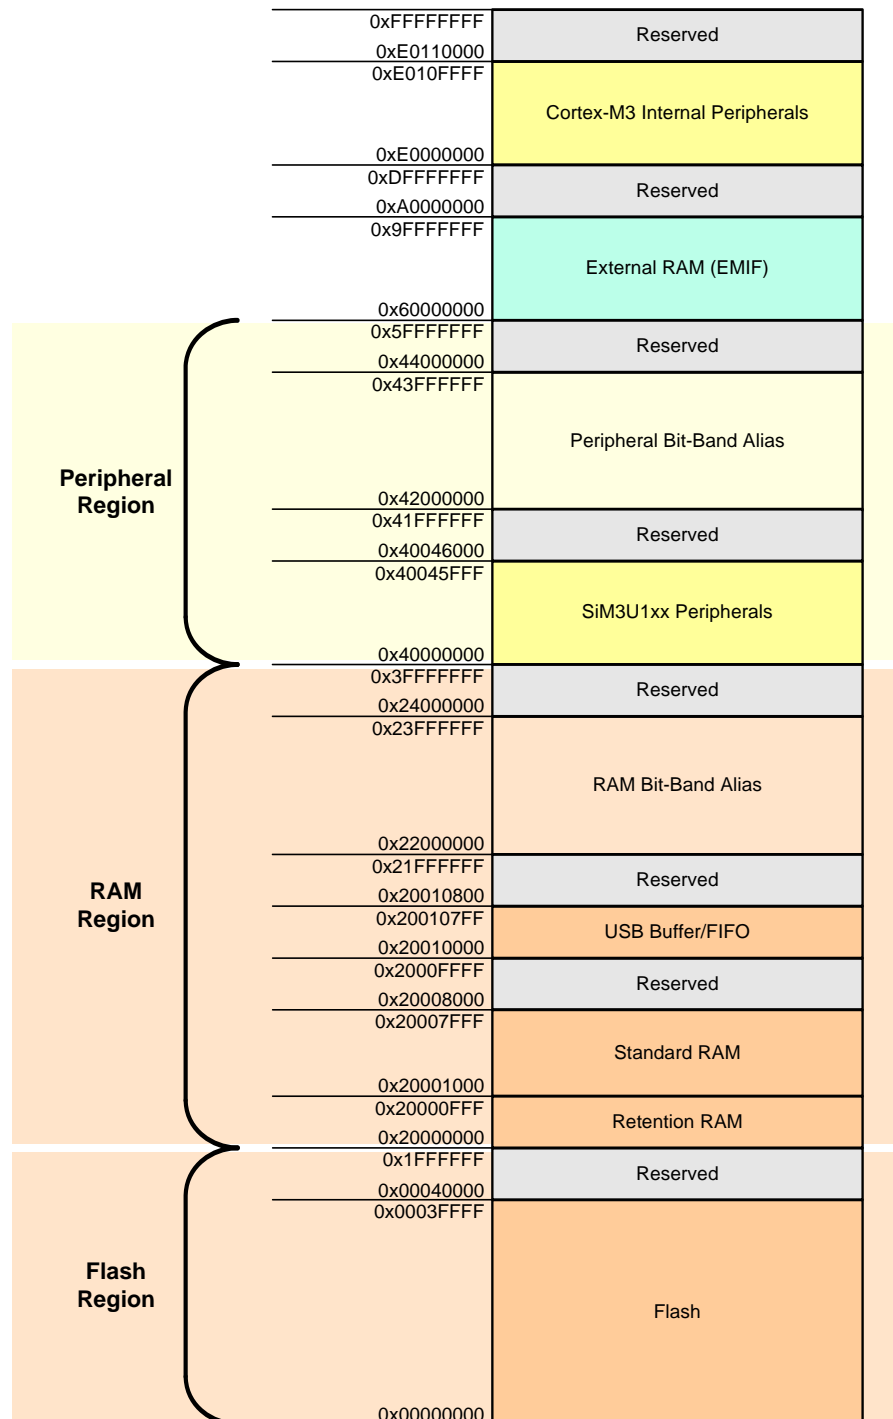 0xFFFFFFFF
Reserved
0xE0110000
0xE010FFFF
Cortex-M3 Internal Peripherals
0xE0000000
0xDFFFFFFF
Reserved
0xA0000000
0x9FFFFFFF
External RAM (EMIF)
0x60000000
0x5FFFFFFF
Reserved
0x44000000
0x43FFFFFF
Peripheral Bit-Band Alias
Peripheral
Region
0x42000000
0x41FFFFFF
Reserved
0x40046000
0x40045FFF
SiM3U1xx Peripherals
0x40000000
0x3FFFFFFF
Reserved
0x24000000
0x23FFFFFF
RAM Bit-Band Alias
0x22000000
0x21FFFFFF
Reserved
RAM
Region
0x20010800
0x200107FF
USB Buffer/FIFO
0x20010000
0x2000FFFF
Reserved
0x20008000
0x20007FFF
Standard RAM
0x20001000
0x20000FFF
Retention RAM
0x20000000
0x1FFFFFF
Reserved
0x00040000
0x0003FFFF
Flash
Region
Flash
0x00000000